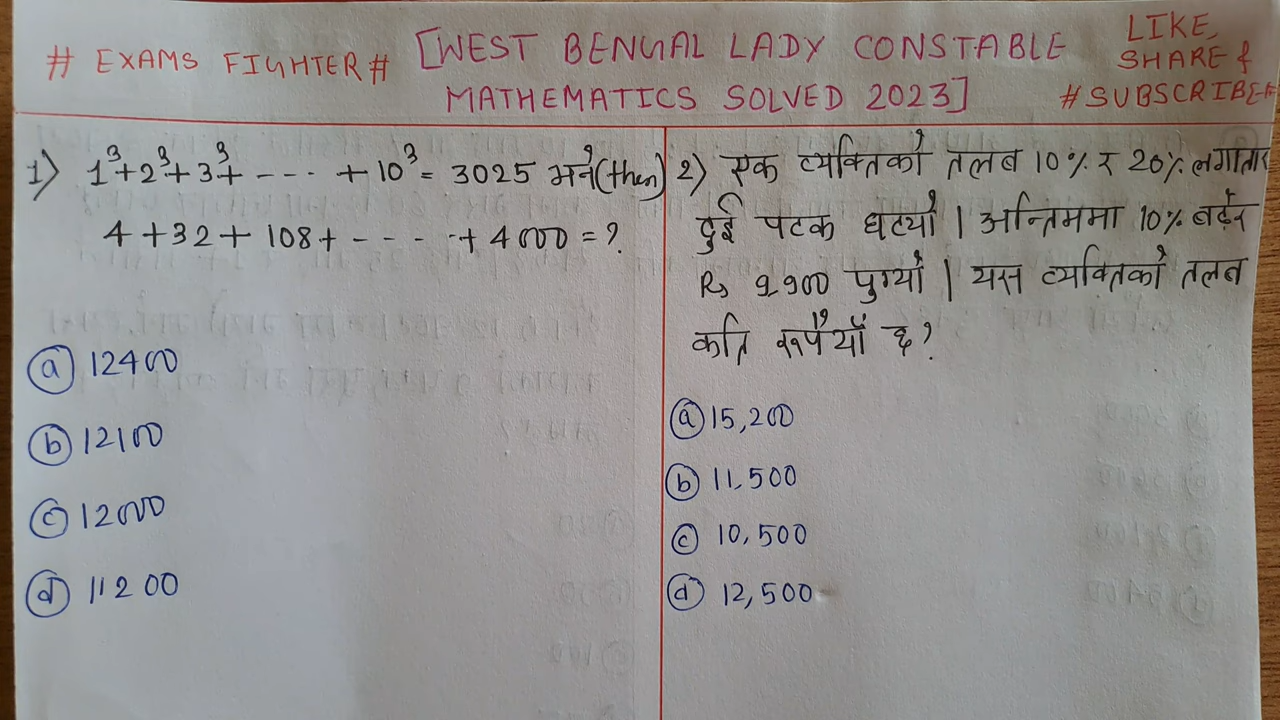 # EXAMS FIGHTER #
[WEST BENGAL LADY CONSTABLE
MATHEMATICS SOLVED 2023]
LIKE,
SHARE &
#SUBSCRIBE#
1) 1³+2³+3³+ ---- + 10³ = 3025 भने (then)
4 + 32 + 108 + ---- + 4000 = ?
a 12400
b 12100
c 12000
d 11200
2) एक व्यक्तिको तलब 10% र 20% लगातार
दुई पटक घट्यो | अन्तिममा 10% बढेर
Rs 9900 पुग्यो | यस व्यक्तिको तलब
कति रूपैयाँ छ?
a 15,200
b 11,500
c 10,500
d 12,500